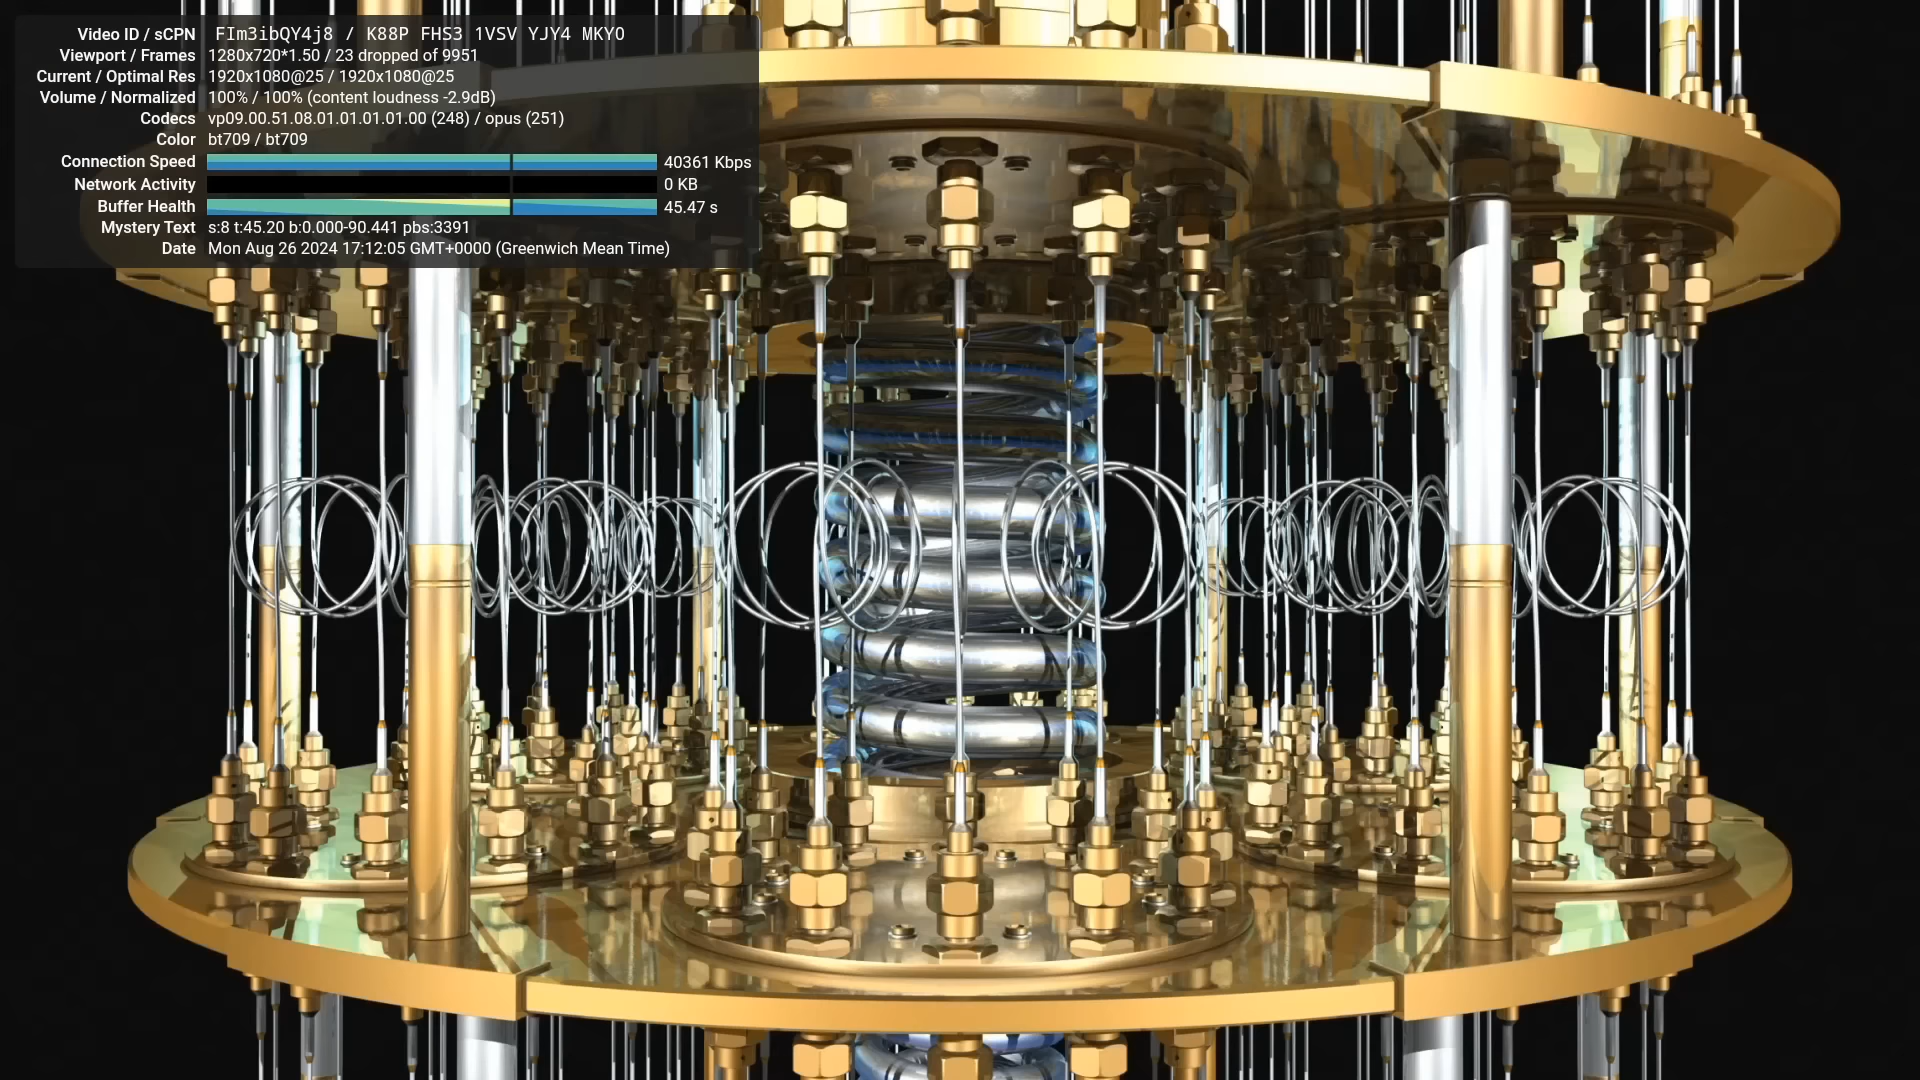 Video ID / sCPN FIm3ibQY4j8 / K88P FHS3 1VSV YJY4 MKYO
Viewport / Frames 1280x720*1.50 / 23 dropped of 9951
Current / Optimal Res 1920x1080@25 / 1920x1080@25
Volume / Normalized 100% / 100% (content loudness -2.9dB)
Codecs vp09.00.51.08.01.01.01.01.00 (248) / opus (251)
Color bt709 / bt709
Connection Speed 40361 Kbps
Network Activity 0 KB
Buffer Health 45.47 s
Mystery Text s:8 t:45.20 b:0.000-90.441 pbs:3391
Date Mon Aug 26 2024 17:12:05 GMT+0000 (Greenwich Mean Time)